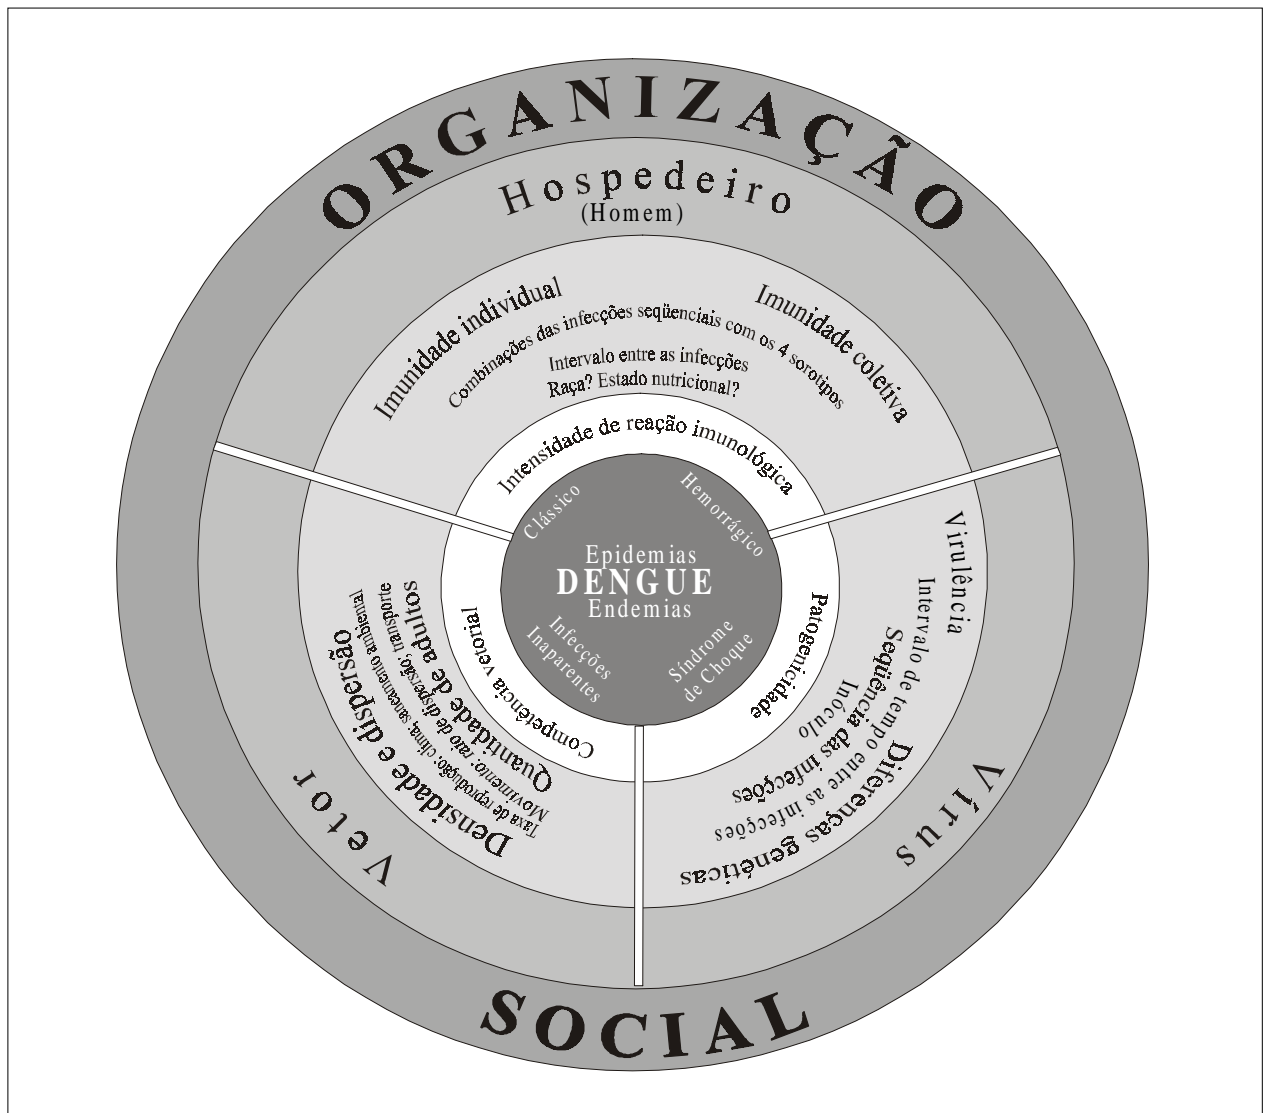 ORGANIZAÇÃO
Hospedeiro
(Homem)
Imunidade individual
Imunidade coletiva
Combinações das infecções seqüenciais com os 4 sorotipos
Intervalo entre as infecções
Raça? Estado nutricional?
Intensidade de reação imunológica
Clássico
Hemorrágico
Epidemias
DENGUE
Endemias
Infecções
Inaparentes
Síndrome
de Choque
Competência vetorial
Quantidade de adultos
Movimento: raio de dispersão; transporte
Taxa de reprodução; clima, saneamento ambiental
Densidade e dispersão
Vetor
Patogenicidade
Virulência
Inóculo
Seqüência das infecções
Intervalo de tempo entre as infecções
Diferenças genéticas
Vírus
SOCIAL